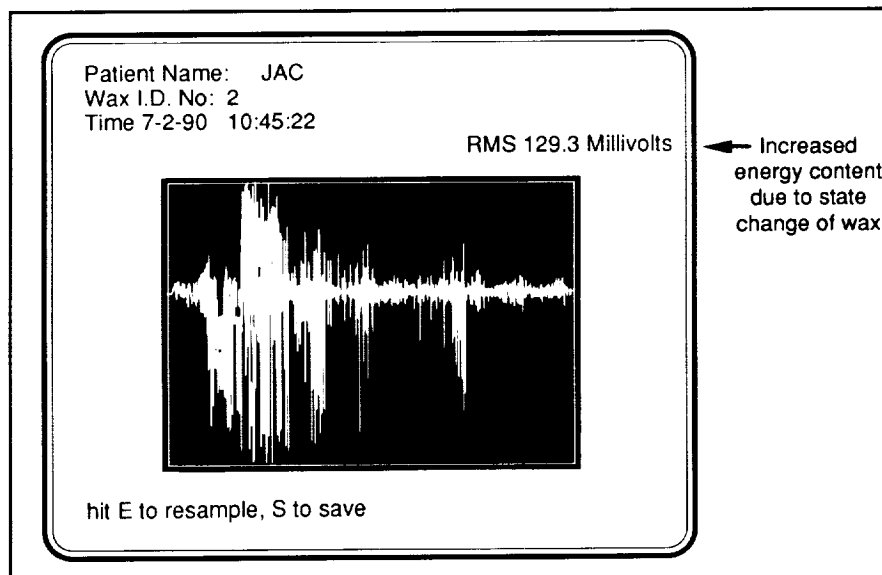 Patient Name: JAC
Wax I.D. No: 2
Time 7-2-90 10:45:22
RMS 129.3 Millivolts
Increased
energy content
due to state
change of wax
hit E to resample, S to save